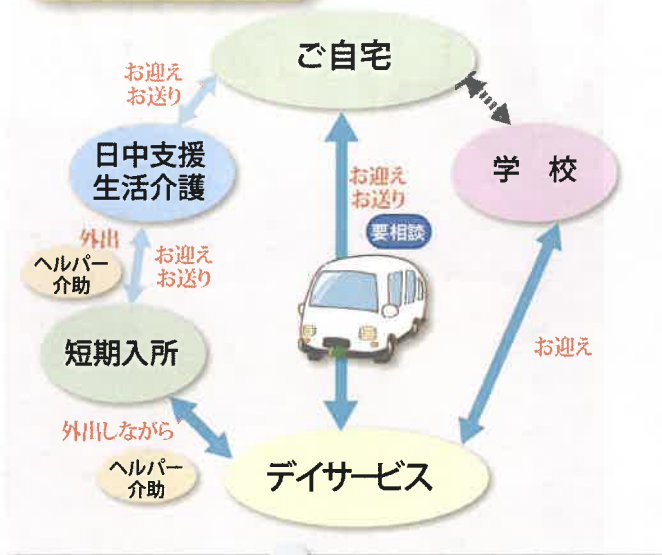 ご自宅
お迎え
お送り
日中支援
生活介護
学　校
お迎え
お送り
要相談
外出
ヘルパー
介助
お迎え
お送り
短期入所
お迎え
外出しながら
ヘルパー
介助
デイサービス